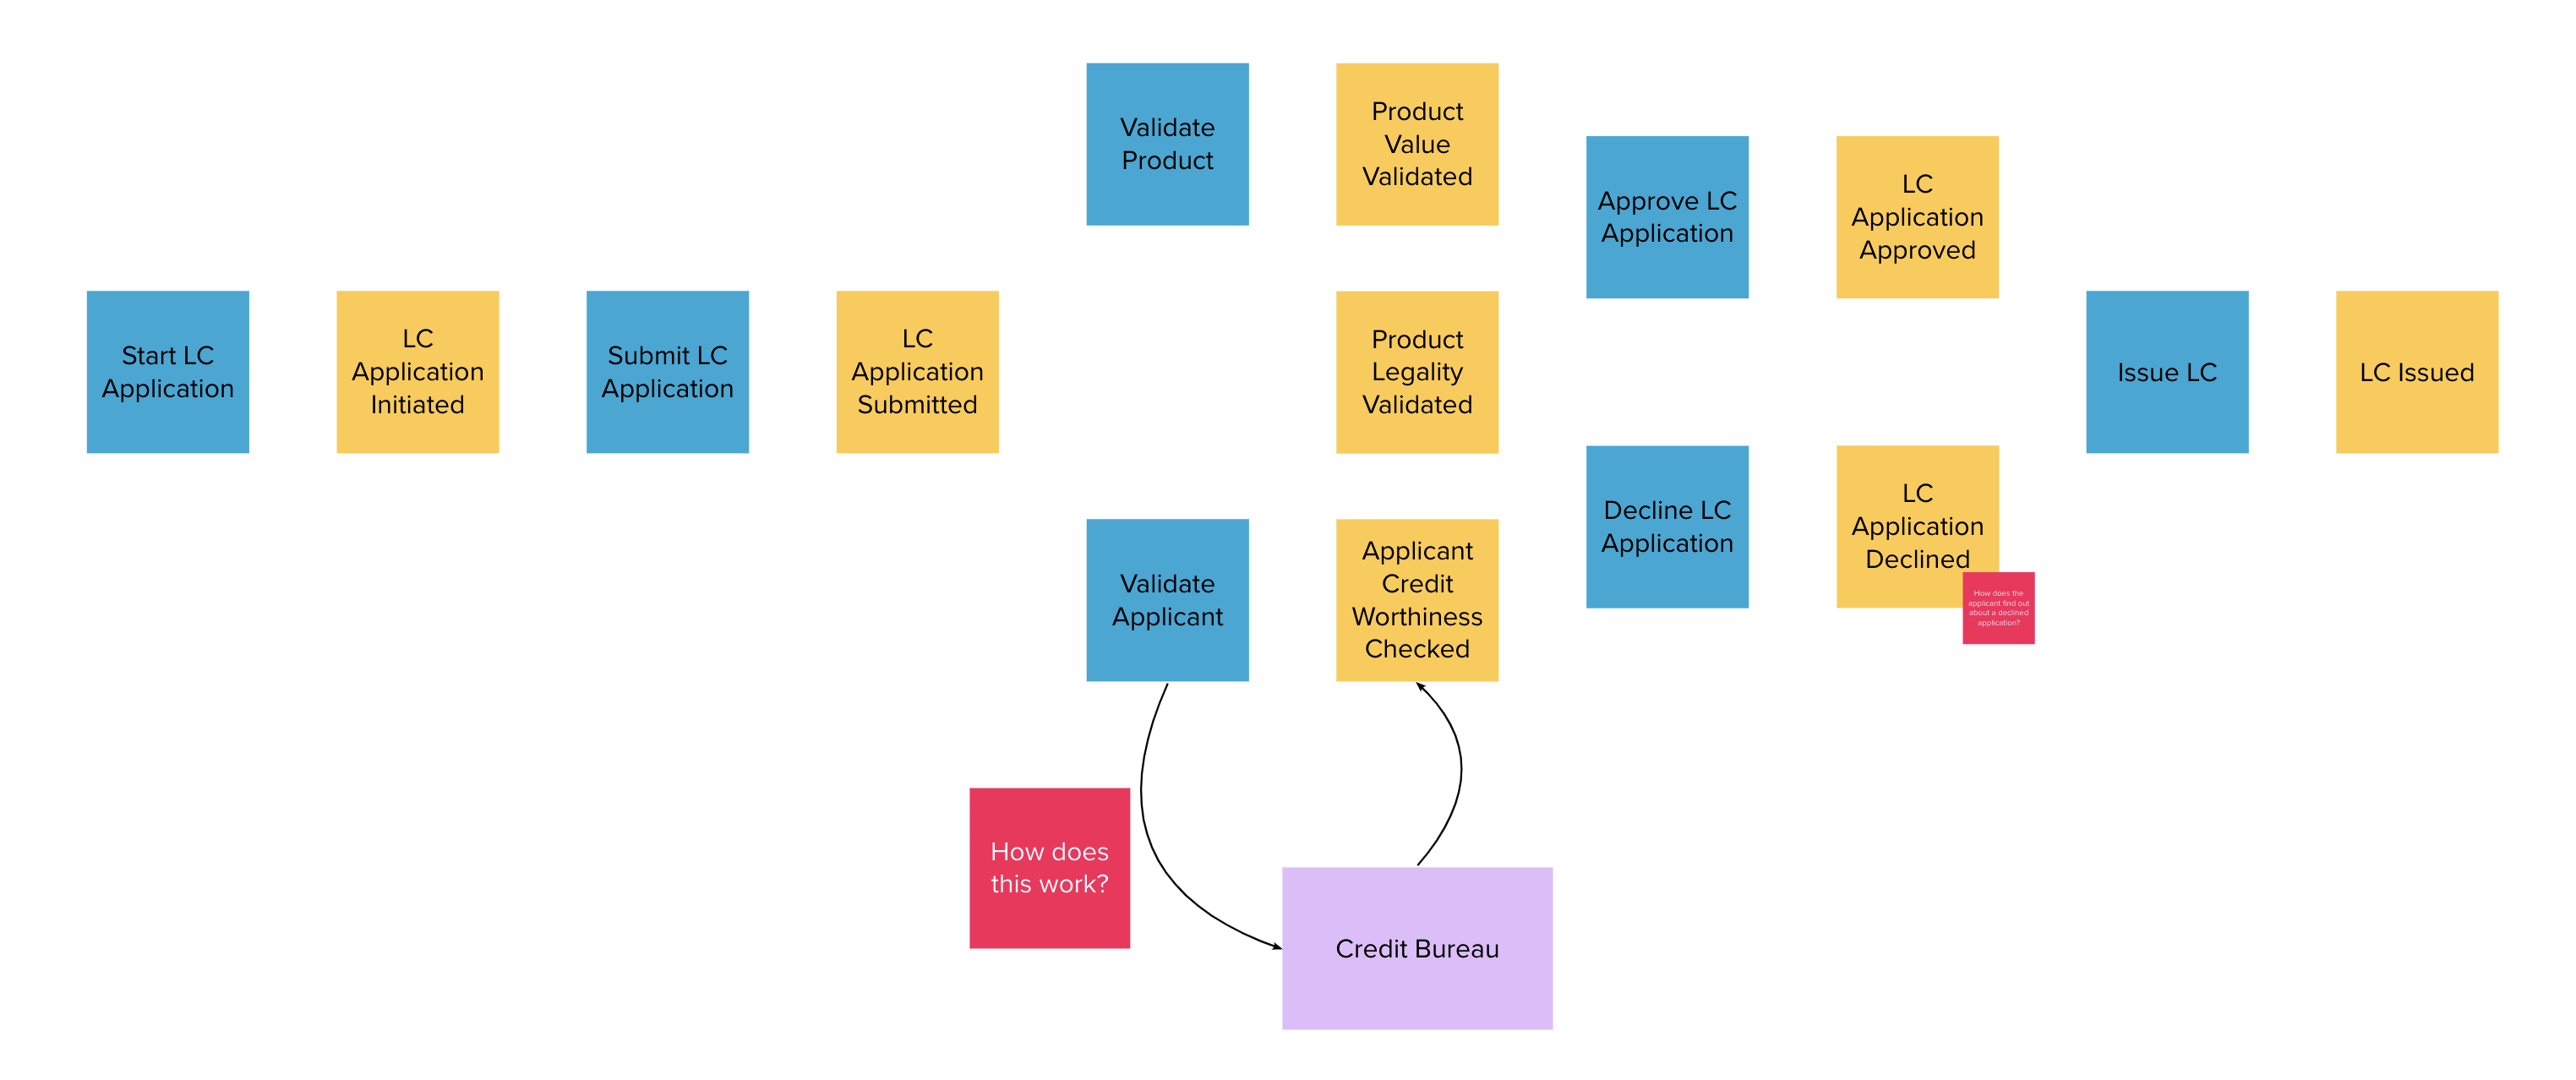 Validate
Product
Product
Value
Validated
Approve LC
Application
LC
Application
Approved
Start LC
Application
LC
Application
Initiated
Submit LC
Application
LC
Application
Submitted
Product
Legality
Validated
Issue LC
LC Issued
Validate
Applicant
Applicant
Credit
Worthiness
Checked
Decline LC
Application
LC
Application
Declined
How does the
applicant find out
about a declined
application?
How does
this work?
Credit Bureau